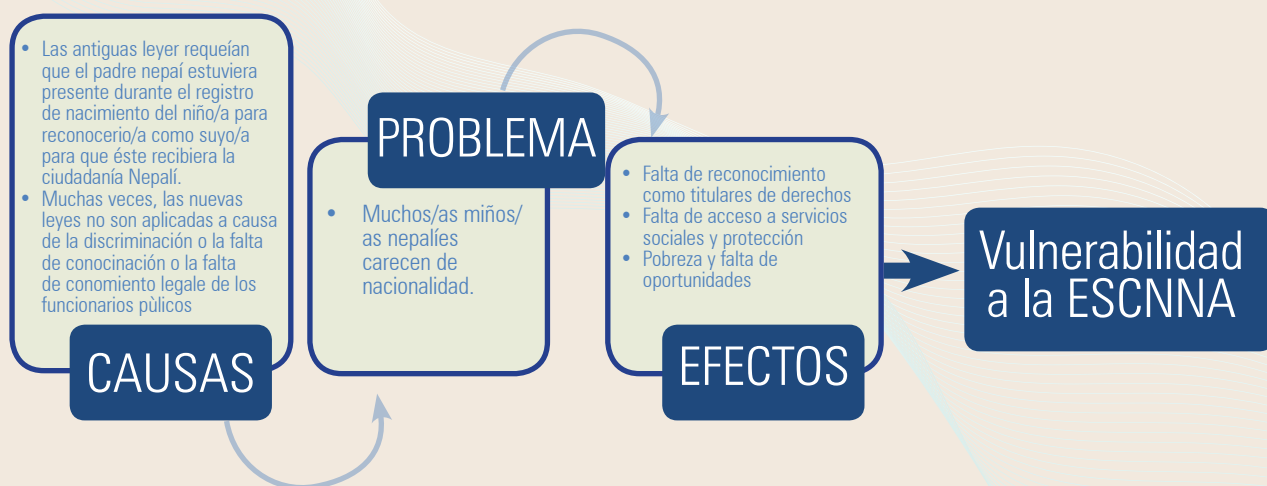 • Las antiguas leyer requeían
que el padre nepaí estuviera
presente durante el registro
de nacimiento del niño/a para
reconocerio/a como suyo/a
para que éste recibiera la
ciudadanía Nepalí.
• Muchas veces, las nuevas
leyes no son aplicadas a causa
de la discriminación o la falta
de conocinación o la falta
de conomiento legale de los
funcionarios pùlicos
CAUSAS
PROBLEMA
• Muchos/as miños/
as nepalíes
carecen de
nacionalidad.
• Falta de reconocimiento
como titulares de derechos
• Falta de acceso a servicios
sociales y protección
• Pobreza y falta de
oportunidades
EFECTOS
Vulnerabilidad
a la ESCNNA